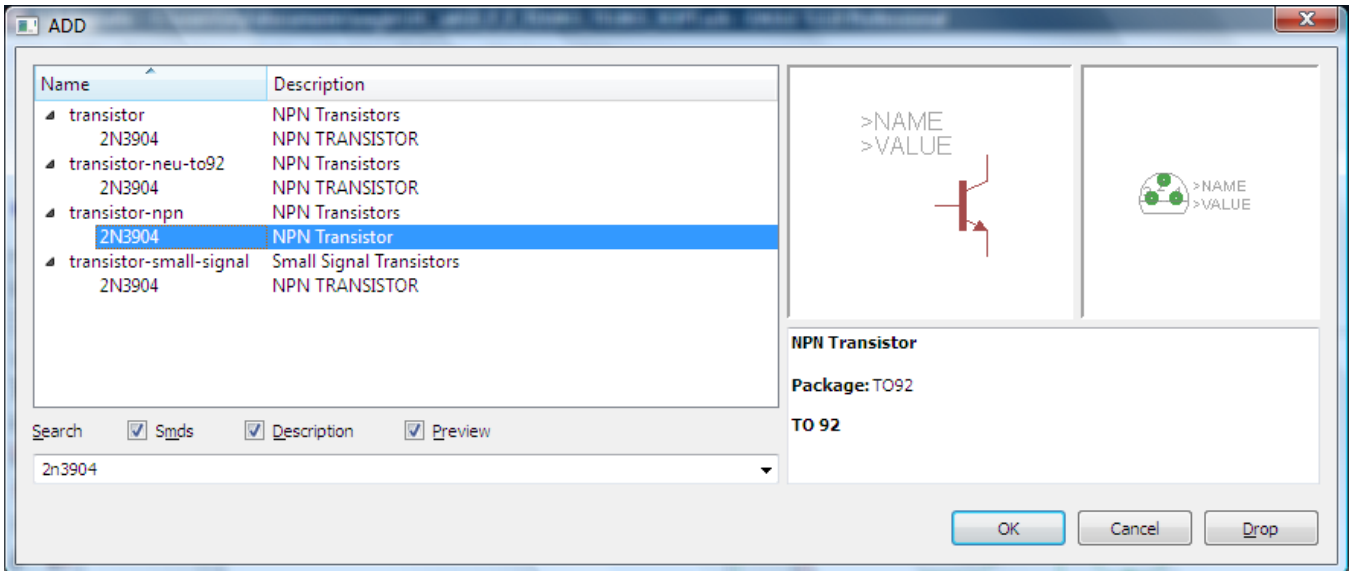 ADD
Name Description
transistor NPN Transistors
2N3904 NPN TRANSISTOR
transistor-neu-to92 NPN Transistors
2N3904 NPN TRANSISTOR
transistor-npn NPN Transistors
2N3904 NPN Transistor
transistor-small-signal Small Signal Transistors
2N3904 NPN TRANSISTOR
Search Smds Description Preview
2n3904
>NAME
>VALUE
>NAME
>VALUE
NPN Transistor
Package: TO92
TO 92
OK Cancel Drop